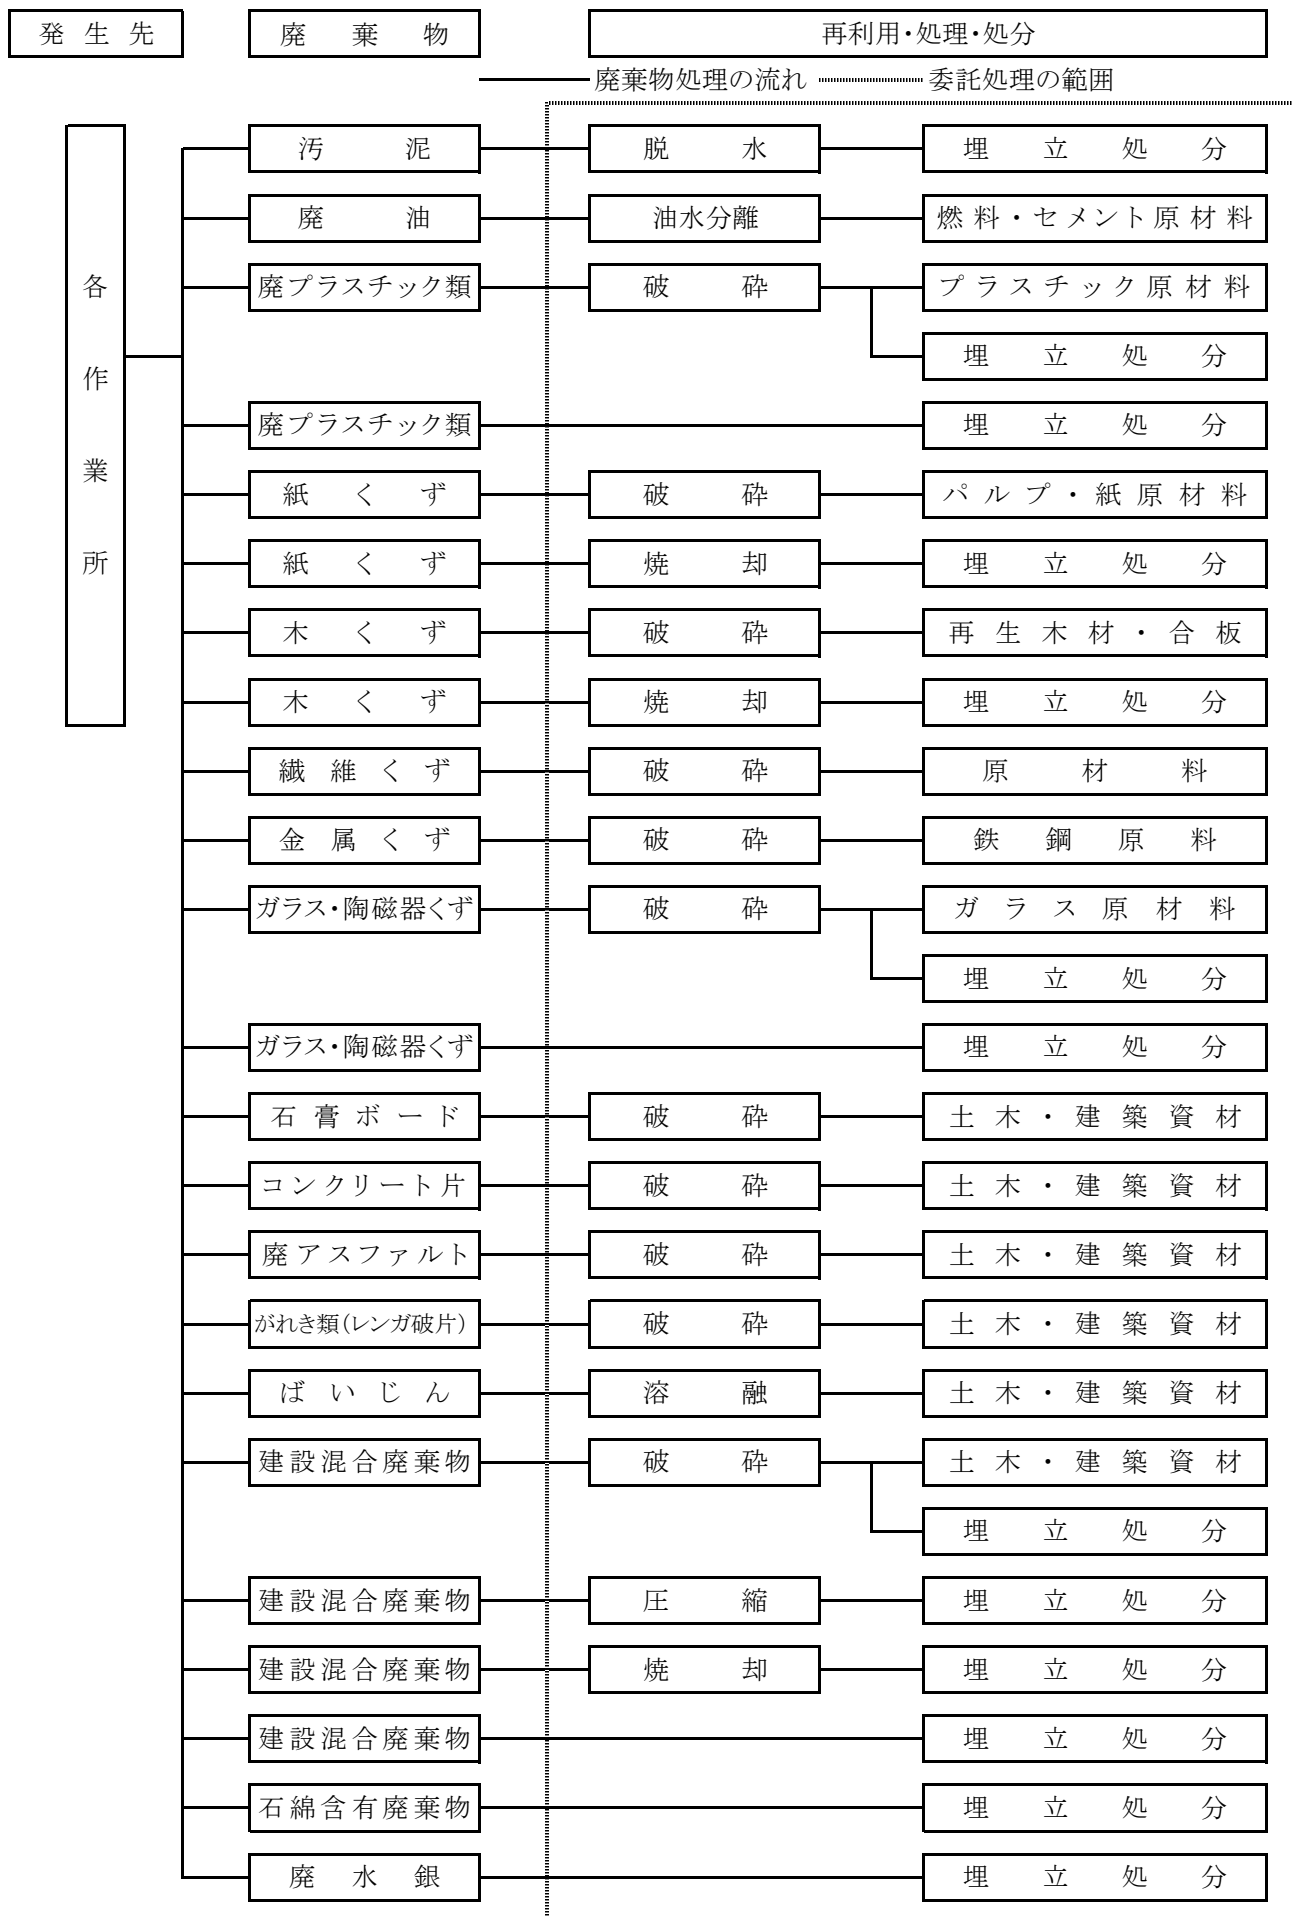 発生先 廃棄物 再利用・処理・処分
廃棄物処理の流れ 委託処理の範囲
各作業所
汚泥 脱水 埋立処分
廃油 油水分離 燃料・セメント原材料
廃プラスチック類 破砕 プラスチック原材料
埋立処分
廃プラスチック類 埋立処分
紙くず 破砕 パルプ・紙原材料
紙くず 焼却 埋立処分
木くず 破砕 再生木材・合板
木くず 焼却 埋立処分
繊維くず 破砕 原材料
金属くず 破砕 鉄鋼原料
ガラス・陶磁器くず 破砕 ガラス原材料
埋立処分
ガラス・陶磁器くず 埋立処分
石膏ボード 破砕 土木・建築資材
コンクリート片 破砕 土木・建築資材
廃アスファルト 破砕 土木・建築資材
がれき類(レンガ破片) 破砕 土木・建築資材
ばいじん 溶融 土木・建築資材
建設混合廃棄物 破砕 土木・建築資材
埋立処分
建設混合廃棄物 圧縮 埋立処分
建設混合廃棄物 焼却 埋立処分
建設混合廃棄物 埋立処分
石綿含有廃棄物 埋立処分
廃水銀 埋立処分